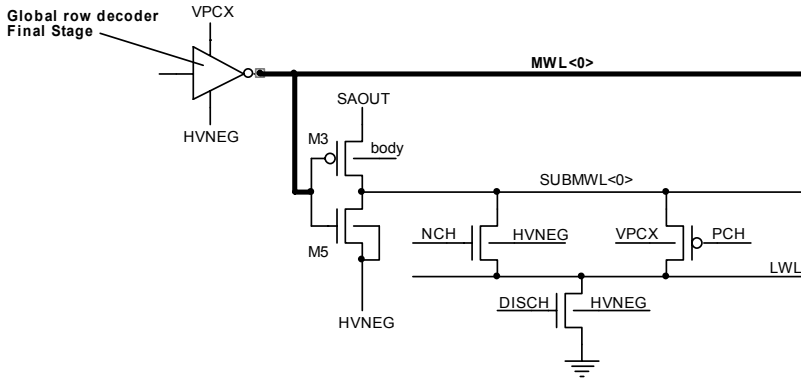 Global row decoder
Final Stage
VPCX
MWL<0>
HVNEG
SAOUT
M3
body
SUBMWL<0>
M5
NCH
HVNEG
VPCX
PCH
LWL
DISCH
HVNEG
HVNEG